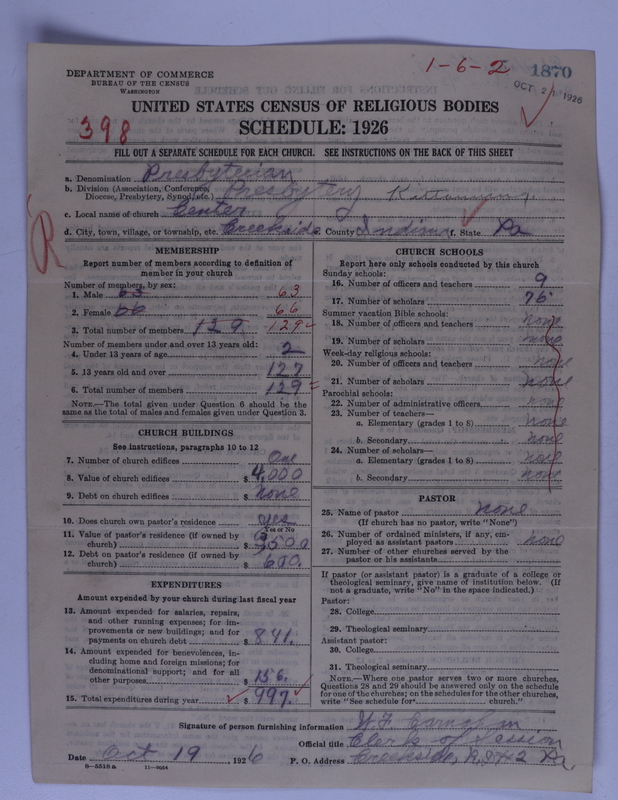 1-6-2 1870
DEPARTMENT OF COMMERCE
BUREAU OF THE CENSUS
WASHINGTON
OCT 21 1926
UNITED STATES CENSUS OF RELIGIOUS BODIES
398
SCHEDULE: 1926
FILL OUT A SEPARATE SCHEDULE FOR EACH CHURCH. SEE INSTRUCTIONS ON THE BACK OF THIS SHEET
a. Denomination Presbyterian
b. Division (Association, Conference, Diocese, Presbytery, Synod, etc.) Presbytery Kittanning
c. Local name of church Center
d. City, town, village, or township, etc. Creekside County Indiana f. State Pa
R
MEMBERSHIP
Report number of members according to definition of member in your church
Number of members, by sex:
1. Male 63 63
2. Female 66 66
3. Total number of members 129 129
Number of members under and over 13 years old:
4. Under 13 years of age 2
5. 13 years old and over 127
6. Total number of members 129
NOTE.—The total given under Question 6 should be the same as the total of males and females given under Question 3.
CHURCH BUILDINGS
See instructions, paragraphs 10 to 12
7. Number of church edifices One
8. Value of church edifices $ 4,000
9. Debt on church edifices $ None
10. Does church own pastor's residence yes
Yes or No
11. Value of pastor's residence (if owned by church) $ 3500
12. Debt on pastor's residence (if owned by church) $ 600.
EXPENDITURES
Amount expended by your church during last fiscal year
13. Amount expended for salaries, repairs, and other running expenses; for improvements or new buildings; and for payments on church debt $ 841.
14. Amount expended for benevolences, including home and foreign missions; for denominational support; and for all other purposes $ 156.
15. Total expenditures during year $ 997.
CHURCH SCHOOLS
Report here only schools conducted by this church
Sunday schools:
16. Number of officers and teachers 9
17. Number of scholars 76
Summer vacation Bible schools:
18. Number of officers and teachers none
19. Number of scholars none
Week-day religious schools:
20. Number of officers and teachers none
21. Number of scholars none
Parochial schools:
22. Number of administrative officers none
23. Number of teachers—
a. Elementary (grades 1 to 8) none
b. Secondary none
24. Number of scholars—
a. Elementary (grades 1 to 8) none
b. Secondary none
PASTOR
25. Name of pastor none
(If church has no pastor, write "None")
26. Number of ordained ministers, if any, employed as assistant pastors none
27. Number of other churches served by the pastor or his assistants
If pastor (or assistant pastor) is a graduate of a college or theological seminary, give name of institution below. (If not a graduate, write "No" in the space indicated.)
Pastor:
28. College
29. Theological seminary
Assistant pastor:
30. College
31. Theological seminary
NOTE.—Where one pastor serves two or more churches, Questions 28 and 29 should be answered only on the schedule for one of the churches; on the schedules for the other churches, write "See schedule for church."
Signature of person furnishing information
Official title Clerk of Session
Date Oct 19, 1926 P. O. Address Creekside, Pa.
8-5518a 11-9024